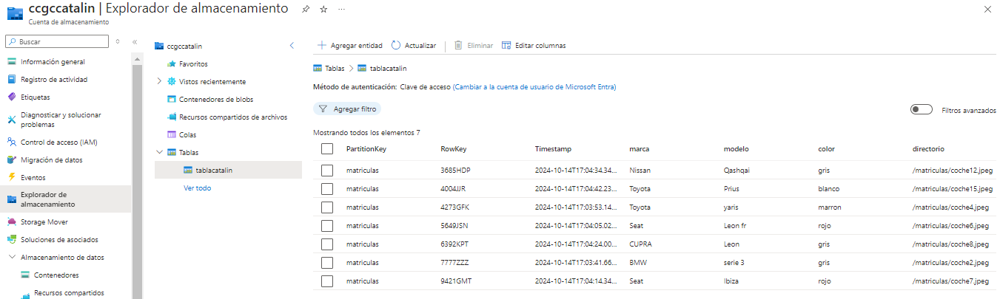 ccgccatalin | Explorador de almacenamiento
Cuenta de almacenamiento
Buscar
Información general
Registro de actividad
Etiquetas
Diagnosticar y solucionar
problemas
Control de acceso (IAM)
Migración de datos
Eventos
Explorador de
almacenamiento
Storage Mover
Soluciones de asociados
Almacenamiento de datos
Contenedores
Recursos compartidos
ccgccatalin
Favoritos
Vistos recientemente
Contenedores de blobs
Recursos compartidos de archivos
Colas
Tablas
tablacatalin
Ver todo
Agregar entidad Actualizar Eliminar Editar columnas
Tablas > tablacatalin
Método de autenticación: Clave de acceso (Cambiar a la cuenta de usuario de Microsoft Entra)
Agregar filtro Filtros avanzados
Mostrando todos los elementos 7
PartitionKey RowKey Timestamp marca modelo color directorio
matriculas 3685HDP 2024-10-14T17:04:34.34... Nissan Qashqai gris /matriculas/coche12.jpeg
matriculas 4004JJR 2024-10-14T17:04:42.23... Toyota Prius blanco /matriculas/coche15.jpeg
matriculas 4273GFK 2024-10-14T17:03:53.14... Toyota yaris marron /matriculas/coche4.jpeg
matriculas 5649JSN 2024-10-14T17:04:05.02... Seat Leon fr rojo /matriculas/coche6.jpeg
matriculas 6392KPT 2024-10-14T17:04:24.00... CUPRA Leon gris /matriculas/coche8.jpeg
matriculas 7777ZZZ 2024-10-14T17:03:41.66... BMW serie 3 gris /matriculas/coche2.jpeg
matriculas 9421GMT 2024-10-14T17:04:14.34... Seat Ibiza rojo /matriculas/coche7.jpeg